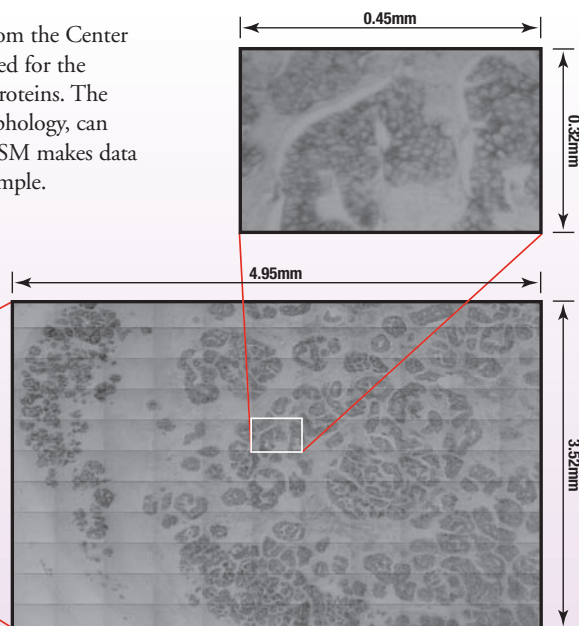 om the Center
ed for the
roteins. The
phology, can
SM makes data
mple.
0.45mm
0.32mm
4.95mm
3.52mm